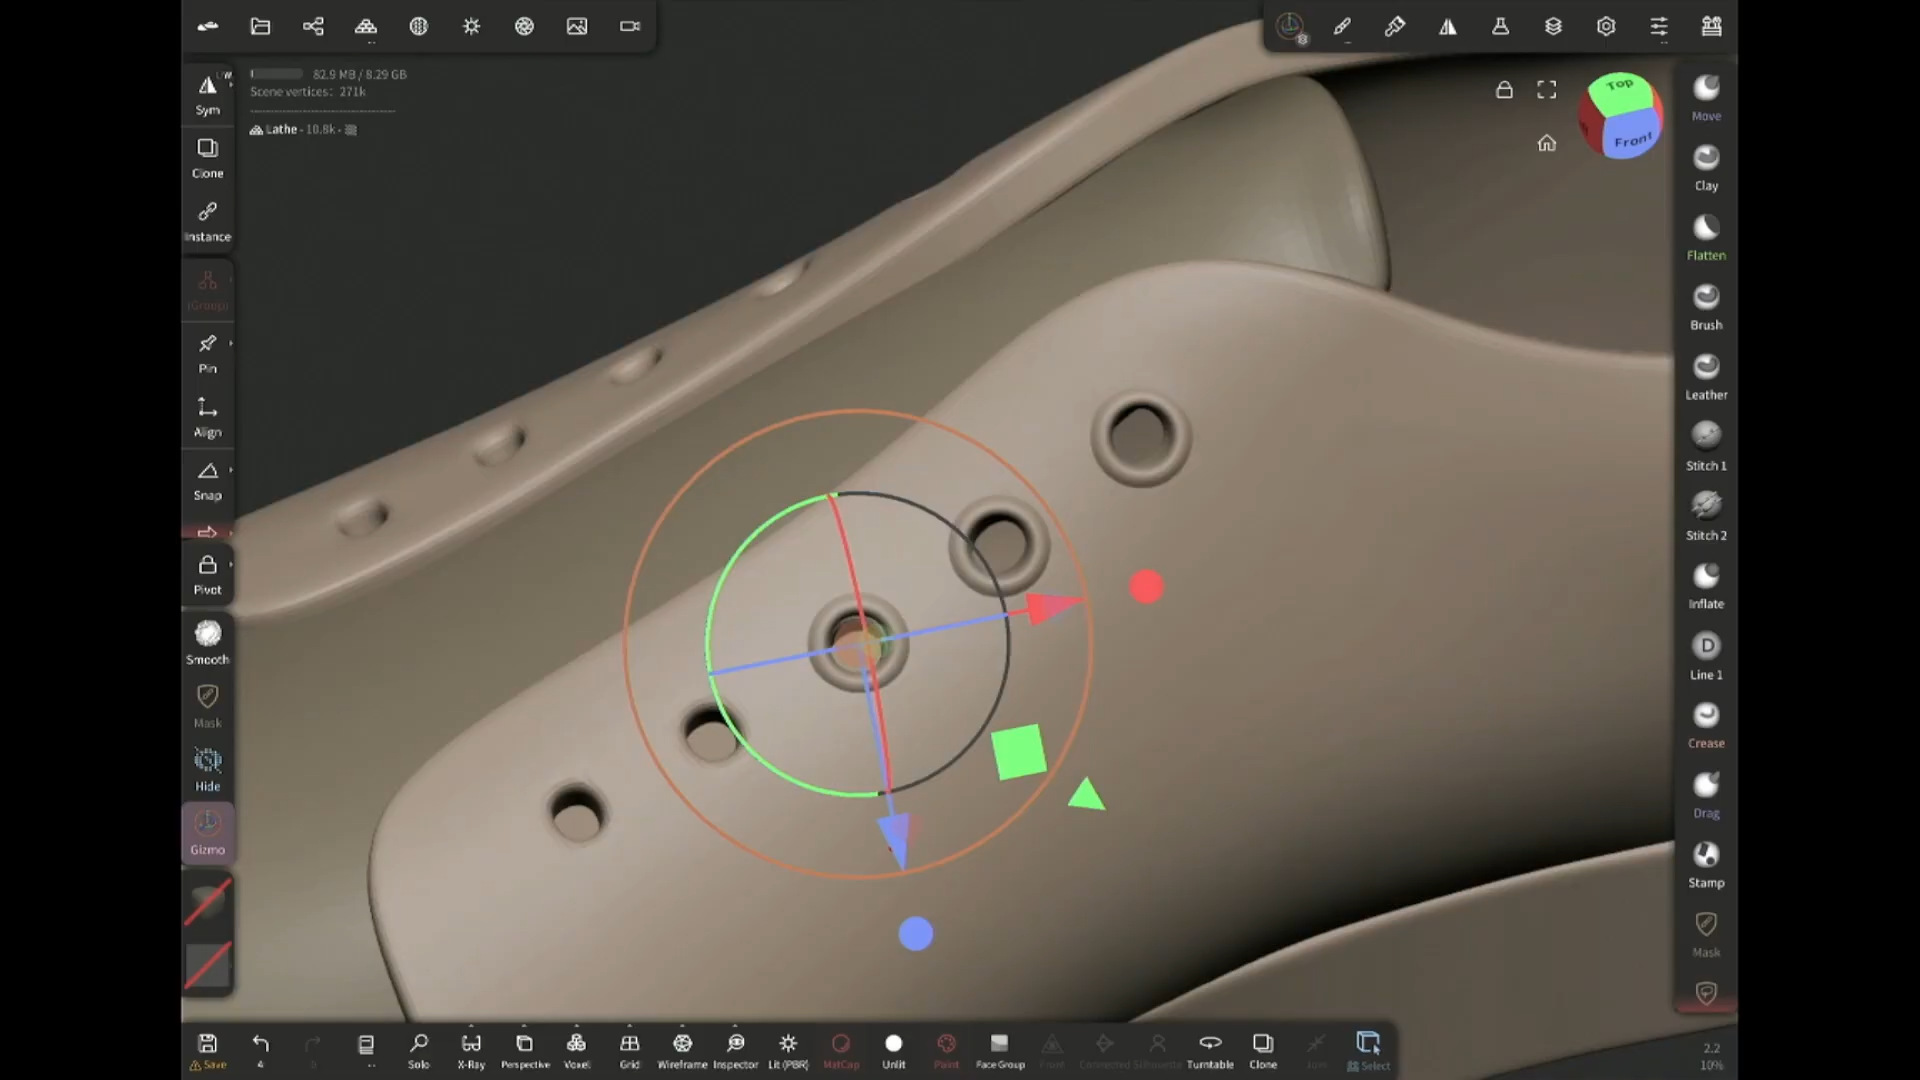 82.9 MB / 8.29 GB
Scene vertices: 271k
Lathe - 10.8k -
Sym
Clone
Instance
Pin
Align
Snap
Pivot
Smooth
Mask
Hide
Gizmo
Top
Front
Move
Clay
Flatten
Brush
Leather
Stitch 1
Stitch 2
Inflate
D
Line 1
Crease
Drag
Stamp
Mask
Save
4
Solo
X-Ray
Perspective
Voxel
Grid
Wireframe
Inspector
Lit (PBR)
MatCap
Unlit
Paint
Face Group
Connected
Silhouette
Turntable
Clone
Join
Select
2.2
10%